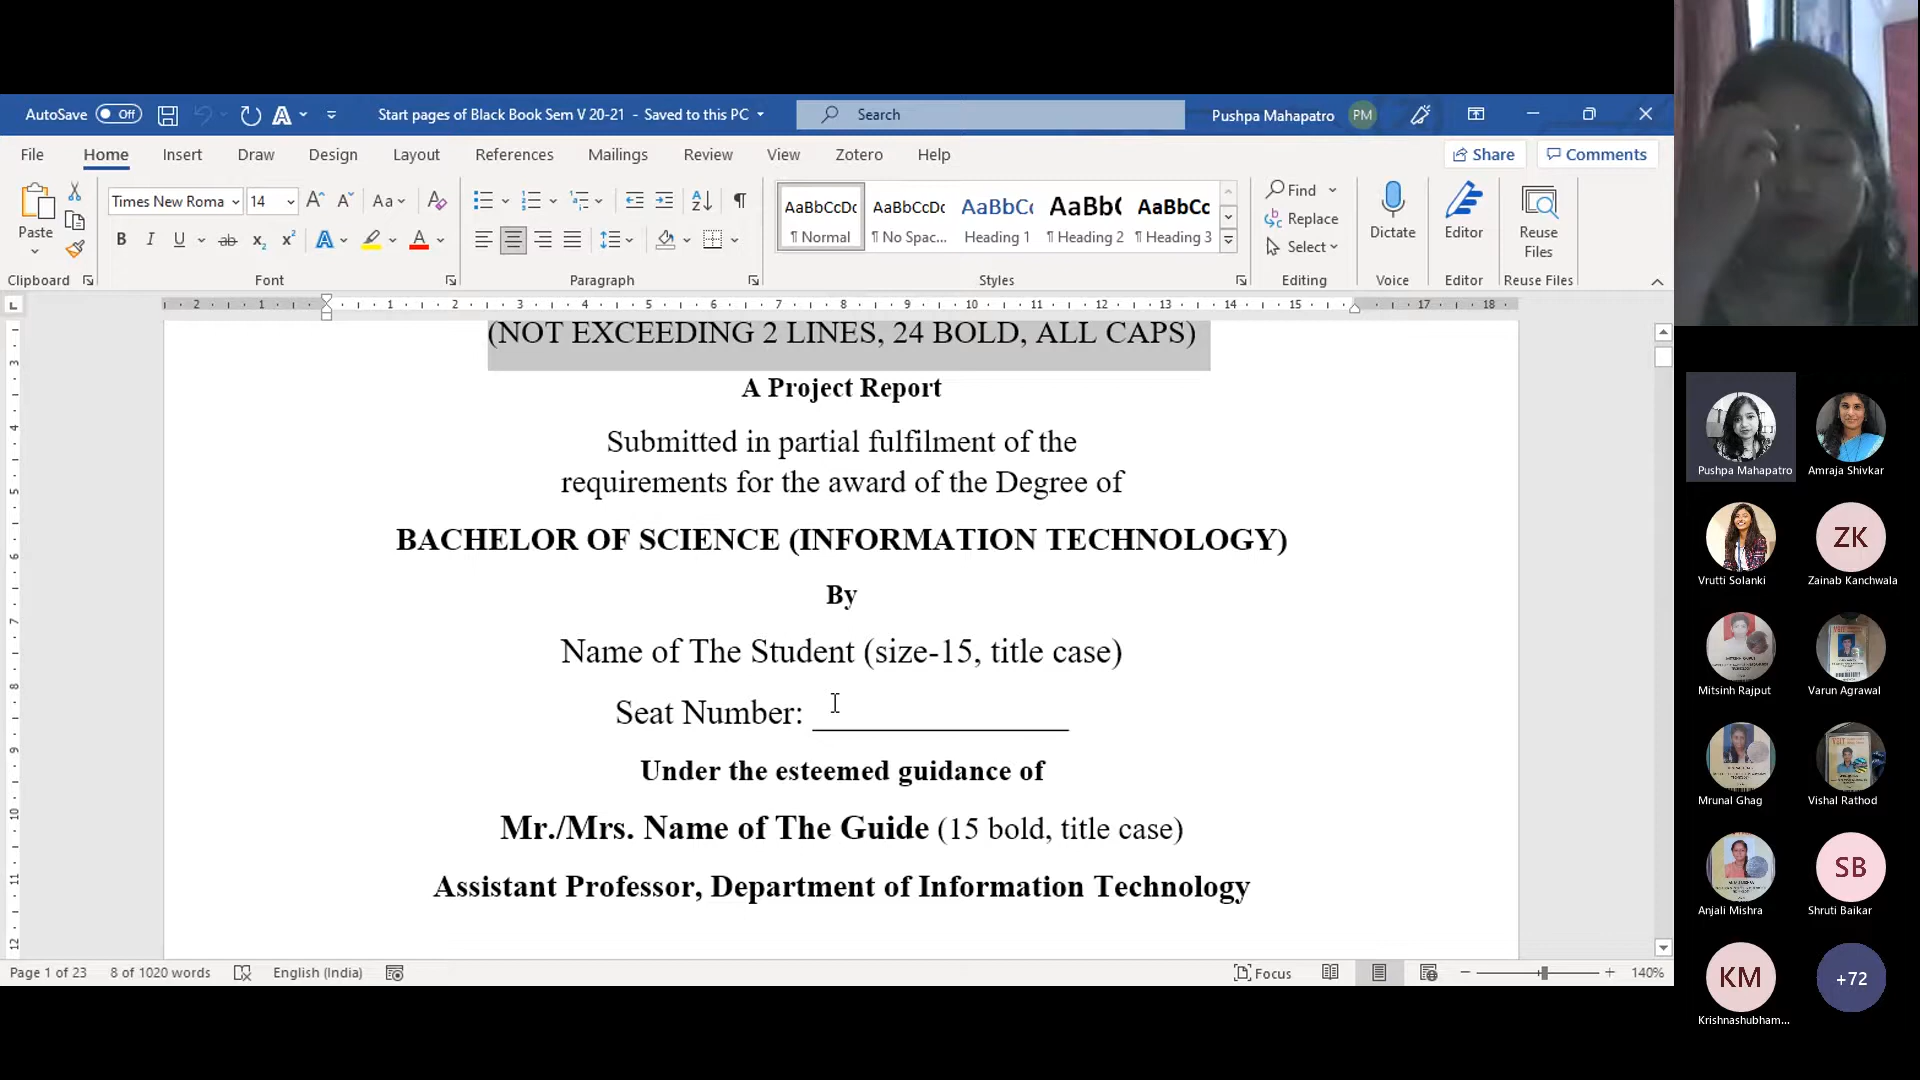 AutoSave Off
Start pages of Black Book Sem V 20-21 - Saved to this PC
Search
Pushpa Mahapatro PM
File Home Insert Draw Design Layout References Mailings Review View Zotero Help
Share Comments
Paste
Clipboard
Times New Roma 14
Font
Paragraph
AaBbCcDc AaBbCcDc AaBbCc AaBbC AaBbCc
¶ Normal ¶ No Spac... Heading 1 ¶ Heading 2 ¶ Heading 3
Styles
Find
Replace
Select
Editing
Dictate
Voice
Editor
Editor
Reuse
Files
Reuse Files
(NOT EXCEEDING 2 LINES, 24 BOLD, ALL CAPS)
A Project Report
Submitted in partial fulfilment of the
requirements for the award of the Degree of
BACHELOR OF SCIENCE (INFORMATION TECHNOLOGY)
By
Name of The Student (size-15, title case)
Seat Number: ________________
Under the esteemed guidance of
Mr./Mrs. Name of The Guide (15 bold, title case)
Assistant Professor, Department of Information Technology
Page 1 of 23 8 of 1020 words English (India)
Focus 140%
Pushpa Mahapatro
Amraja Shivkar
Vrutti Solanki
ZK
Zainab Kanchwala
Mitsinh Rajput
Varun Agrawal
Mrunal Ghag
Vishal Rathod
Anjali Mishra
SB
Shruti Baikar
KM
Krishnashubham...
+72